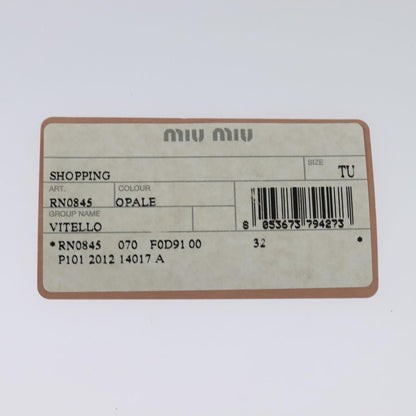 miu miu
SIZE
SHOPPING TU
ART. COLOUR
RN0845 OPALE
GROUP NAME
VITELLO 8 053673 794273
*RN0845 070 F0D91 00 32 *
P101 2012 14017 A